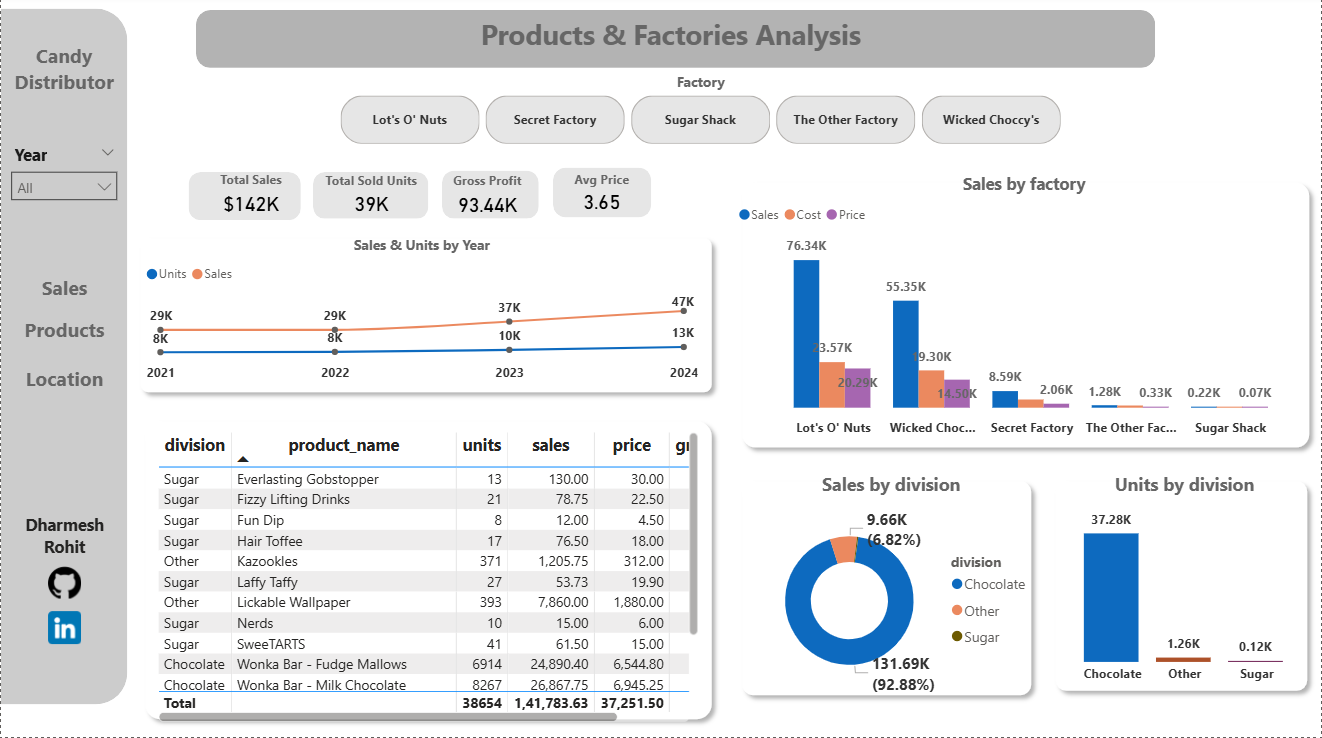 Candy
Distributor
Year
All
Sales
Products
Location
Dharmesh
Rohit
in
Products & Factories Analysis
Factory
Lot's O' Nuts
Secret Factory
Sugar Shack
The Other Factory
Wicked Choccy's
Total Sales
$142K
Total Sold Units
39K
Gross Profit
93.44K
Avg Price
3.65
Sales & Units by Year
Units Sales
29K 29K 37K 47K
8K 8K 10K 13K
2021 2022 2023 2024
division product_name units sales price
Sugar Everlasting Gobstopper 13 130.00 30.00
Sugar Fizzy Lifting Drinks 21 78.75 22.50
Sugar Fun Dip 8 12.00 4.50
Sugar Hair Toffee 17 76.50 18.00
Other Kazookles 371 1,205.75 312.00
Sugar Laffy Taffy 27 53.73 19.90
Other Lickable Wallpaper 393 7,860.00 1,880.00
Sugar Nerds 10 15.00 6.00
Sugar SweeTARTS 41 61.50 15.00
Chocolate Wonka Bar - Fudge Mallows 6914 24,890.40 6,544.80
Chocolate Wonka Bar - Milk Chocolate 8267 26,867.75 6,945.25
Total 38654 1,41,783.63 37,251.50
Sales by factory
Sales Cost Price
76.34K 23.57K 20.29K
55.35K 19.30K 14.50K
8.59K 2.06K
1.28K 0.33K
0.22K 0.07K
Lot's O' Nuts Wicked Choc... Secret Factory The Other Fac... Sugar Shack
Sales by division
9.66K
(6.82%)
131.69K
(92.88%)
division
Chocolate
Other
Sugar
Units by division
37.28K 1.26K 0.12K
Chocolate Other Sugar